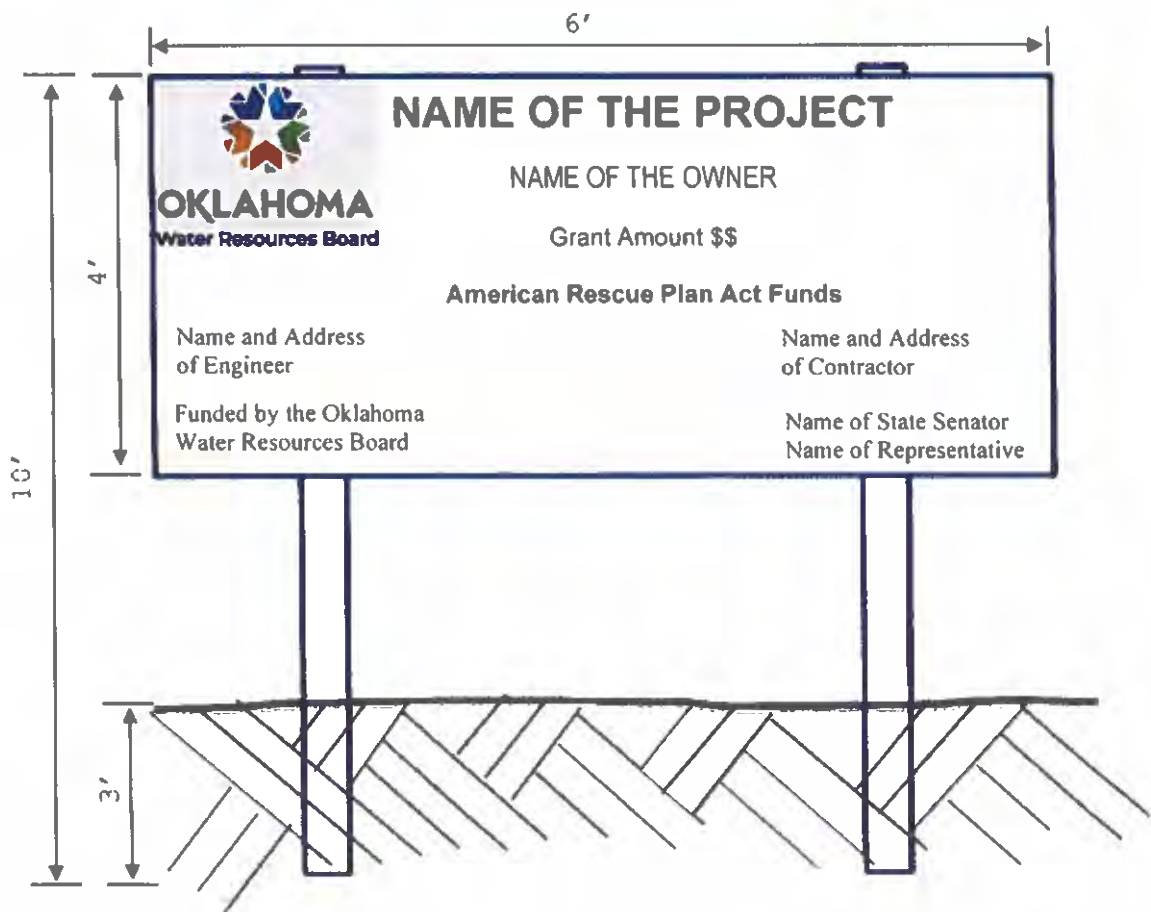 6'
NAME OF THE PROJECT
OKLAHOMA
Water Resources Board
NAME OF THE OWNER
Grant Amount $$
American Rescue Plan Act Funds
4'
10'
Name and Address
of Engineer
Name and Address
of Contractor
Funded by the Oklahoma
Water Resources Board
Name of State Senator
Name of Representative
3'